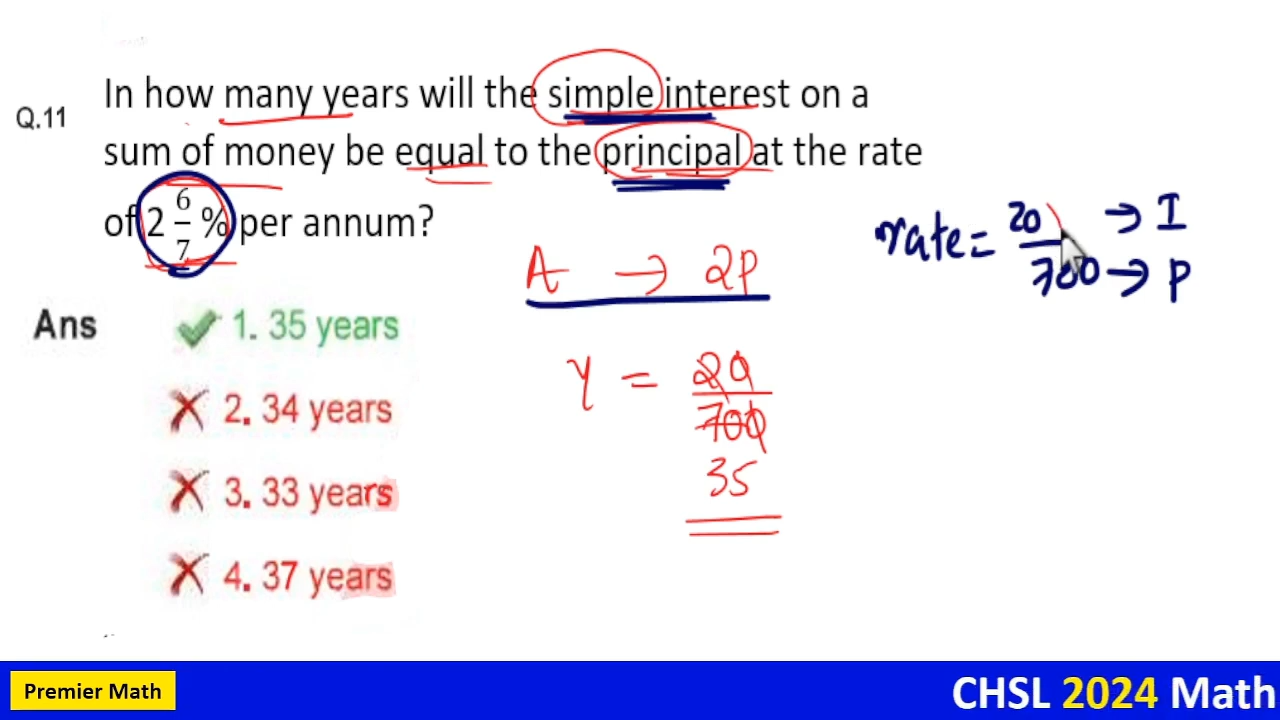 Q.11
In how many years will the simple interest on a
sum of money be equal to the principal at the rate
of 2 6/7 % per annum?
rate = 20/700 → I
→ P
A → 2P
Ans
1. 35 years
2. 34 years
3. 33 years
4. 37 years
Y = 20/700
35
Premier Math
CHSL 2024 Math